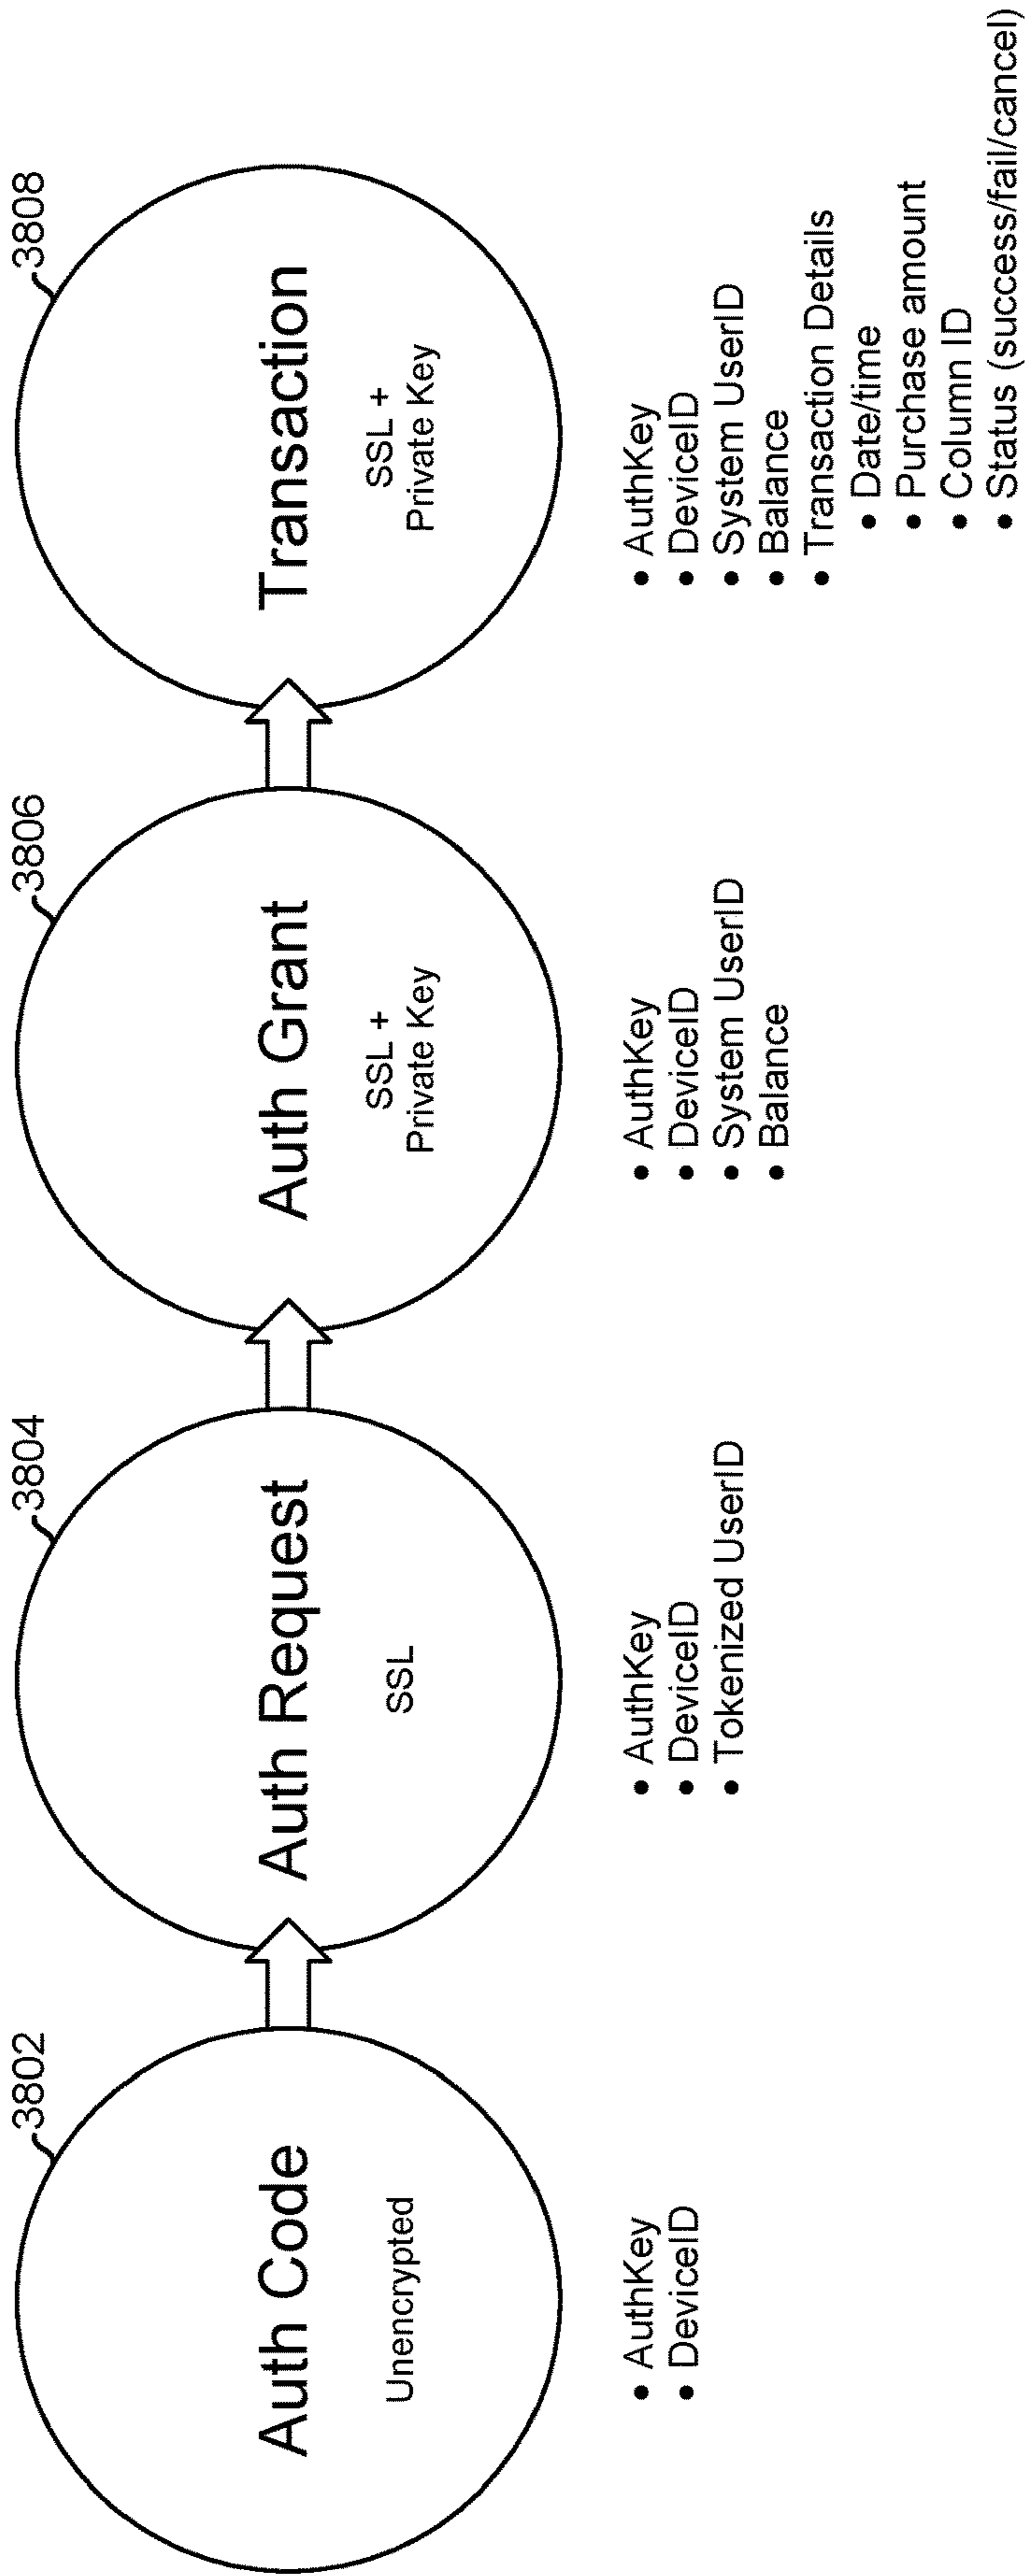 3802
Auth Code
Unencrypted
• AuthKey
• DeviceID
3804
Auth Request
SSL
• AuthKey
• DeviceID
• Tokenized UserID
3806
Auth Grant
SSL +
Private Key
• AuthKey
• DeviceID
• System UserID
• Balance
3808
Transaction
SSL +
Private Key
• AuthKey
• DeviceID
• System UserID
• Balance
• Transaction Details
• Date/time
• Purchase amount
• Column ID
• Status (success/fail/cancel)